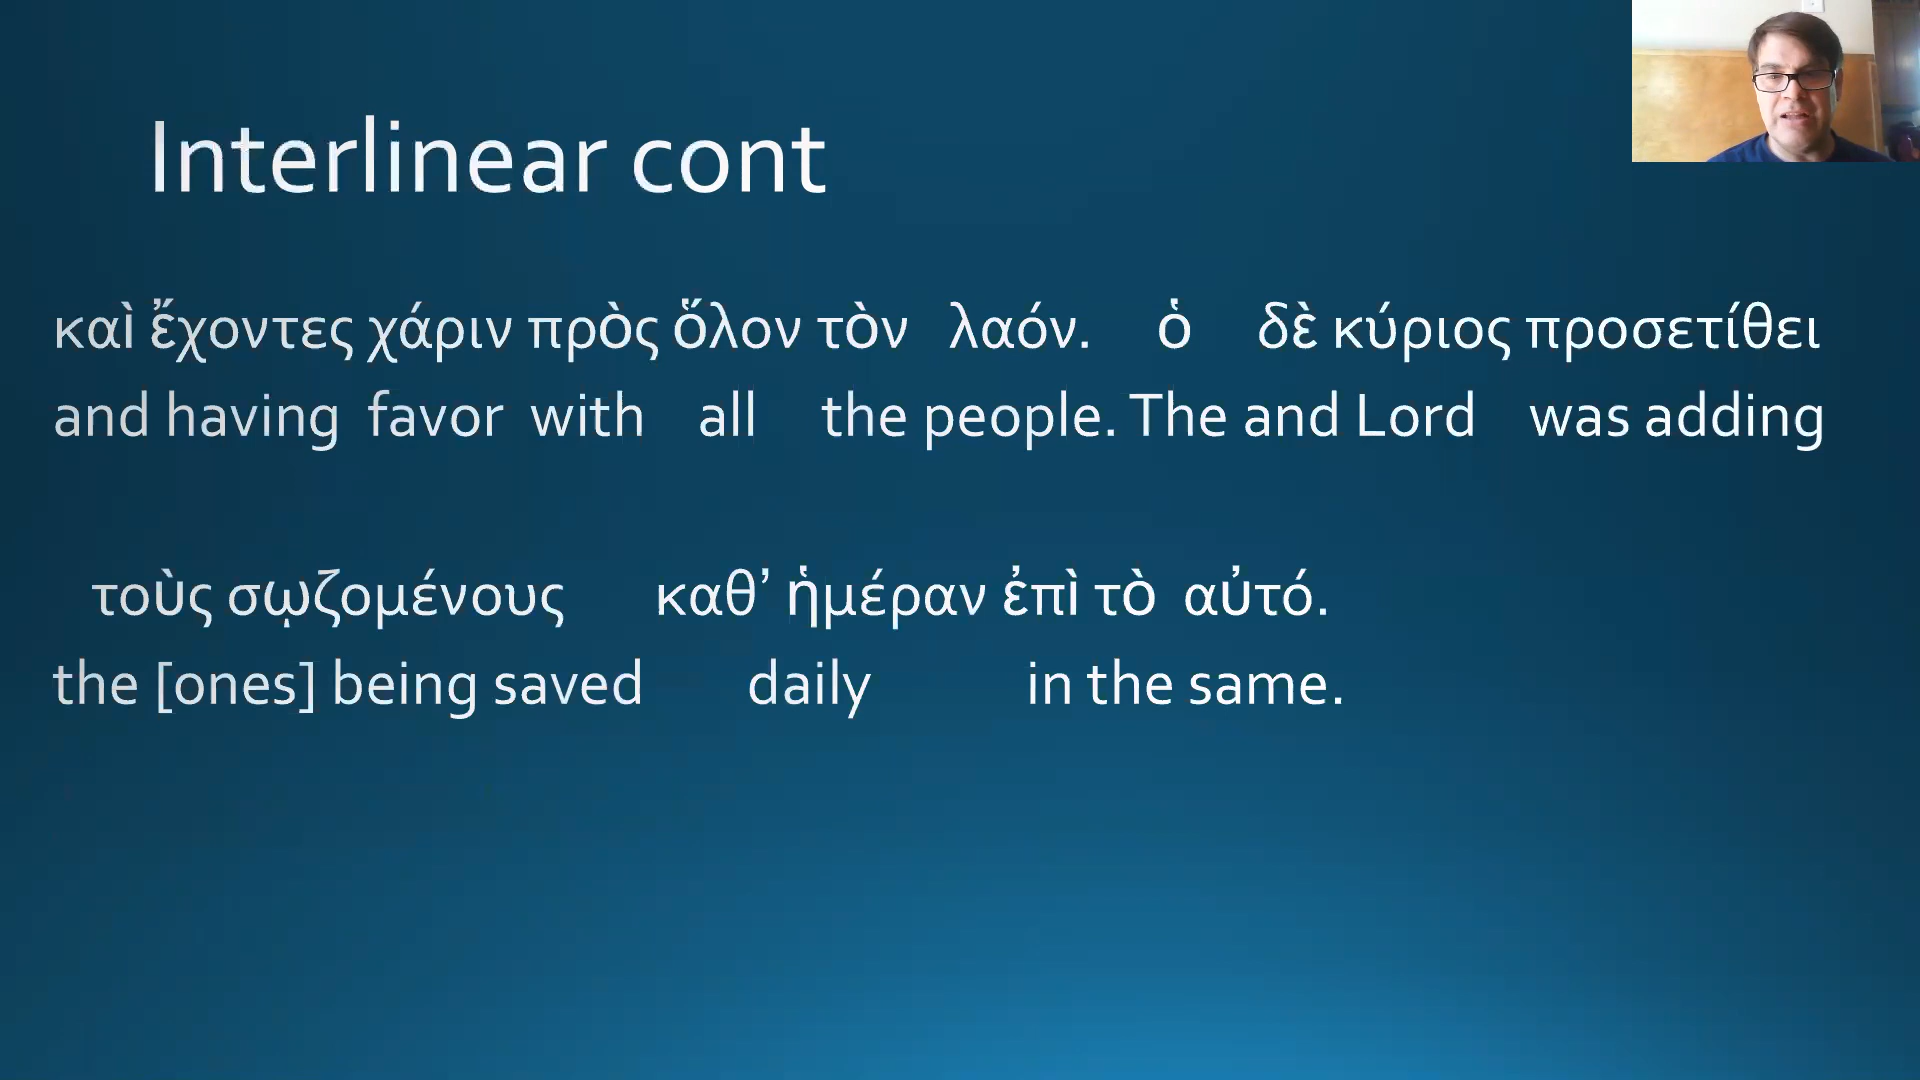 Interlinear cont
καὶ ἔχοντες χάριν πρὸς ὅλον τὸν λαόν. ὁ δὲ κύριος προσετίθει
and having favor with all the people. The and Lord was adding
τοὺς σῳζομένους καθ’ ἡμέραν ἐπὶ τὸ αὐτό.
the [ones] being saved daily in the same.